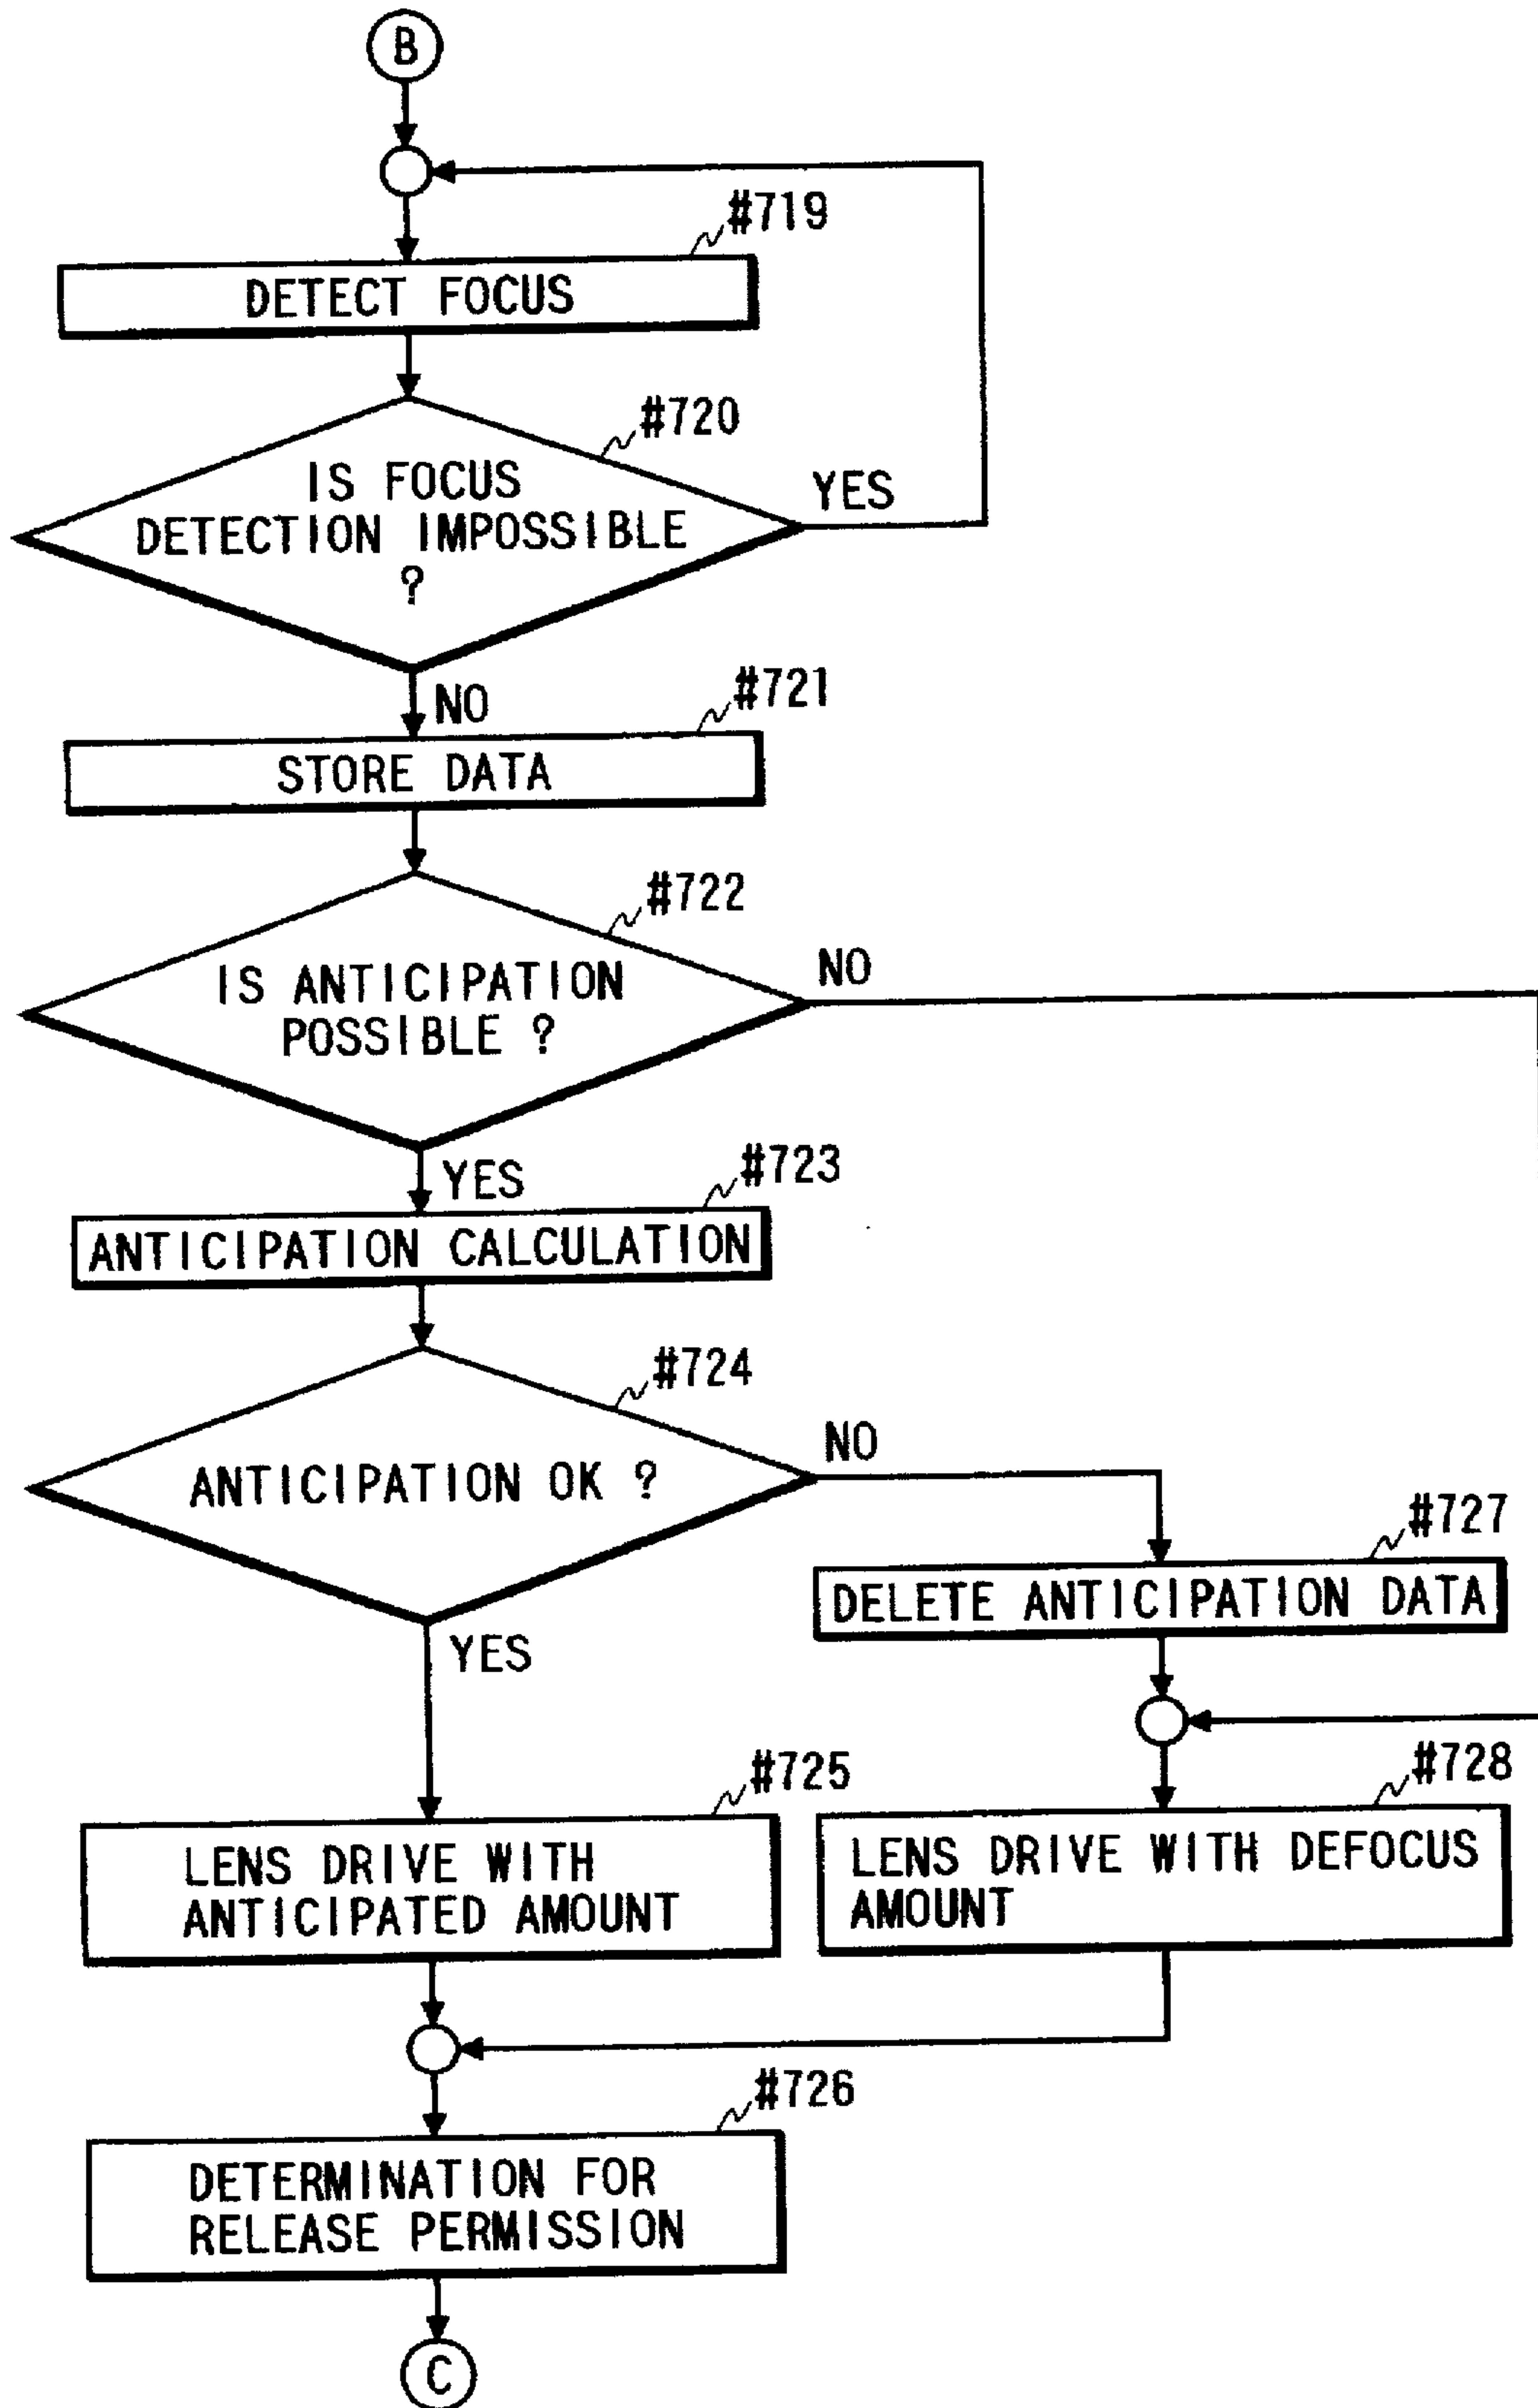 B
#719
DETECT FOCUS
#720
IS FOCUS
DETECTION IMPOSSIBLE
?
YES
NO
#721
STORE DATA
#722
IS ANTICIPATION
POSSIBLE ?
NO
YES
#723
ANTICIPATION CALCULATION
#724
ANTICIPATION OK ?
NO
YES
#727
DELETE ANTICIPATION DATA
#725
LENS DRIVE WITH
ANTICIPATED AMOUNT
#728
LENS DRIVE WITH DEFOCUS
AMOUNT
#726
DETERMINATION FOR
RELEASE PERMISSION
C